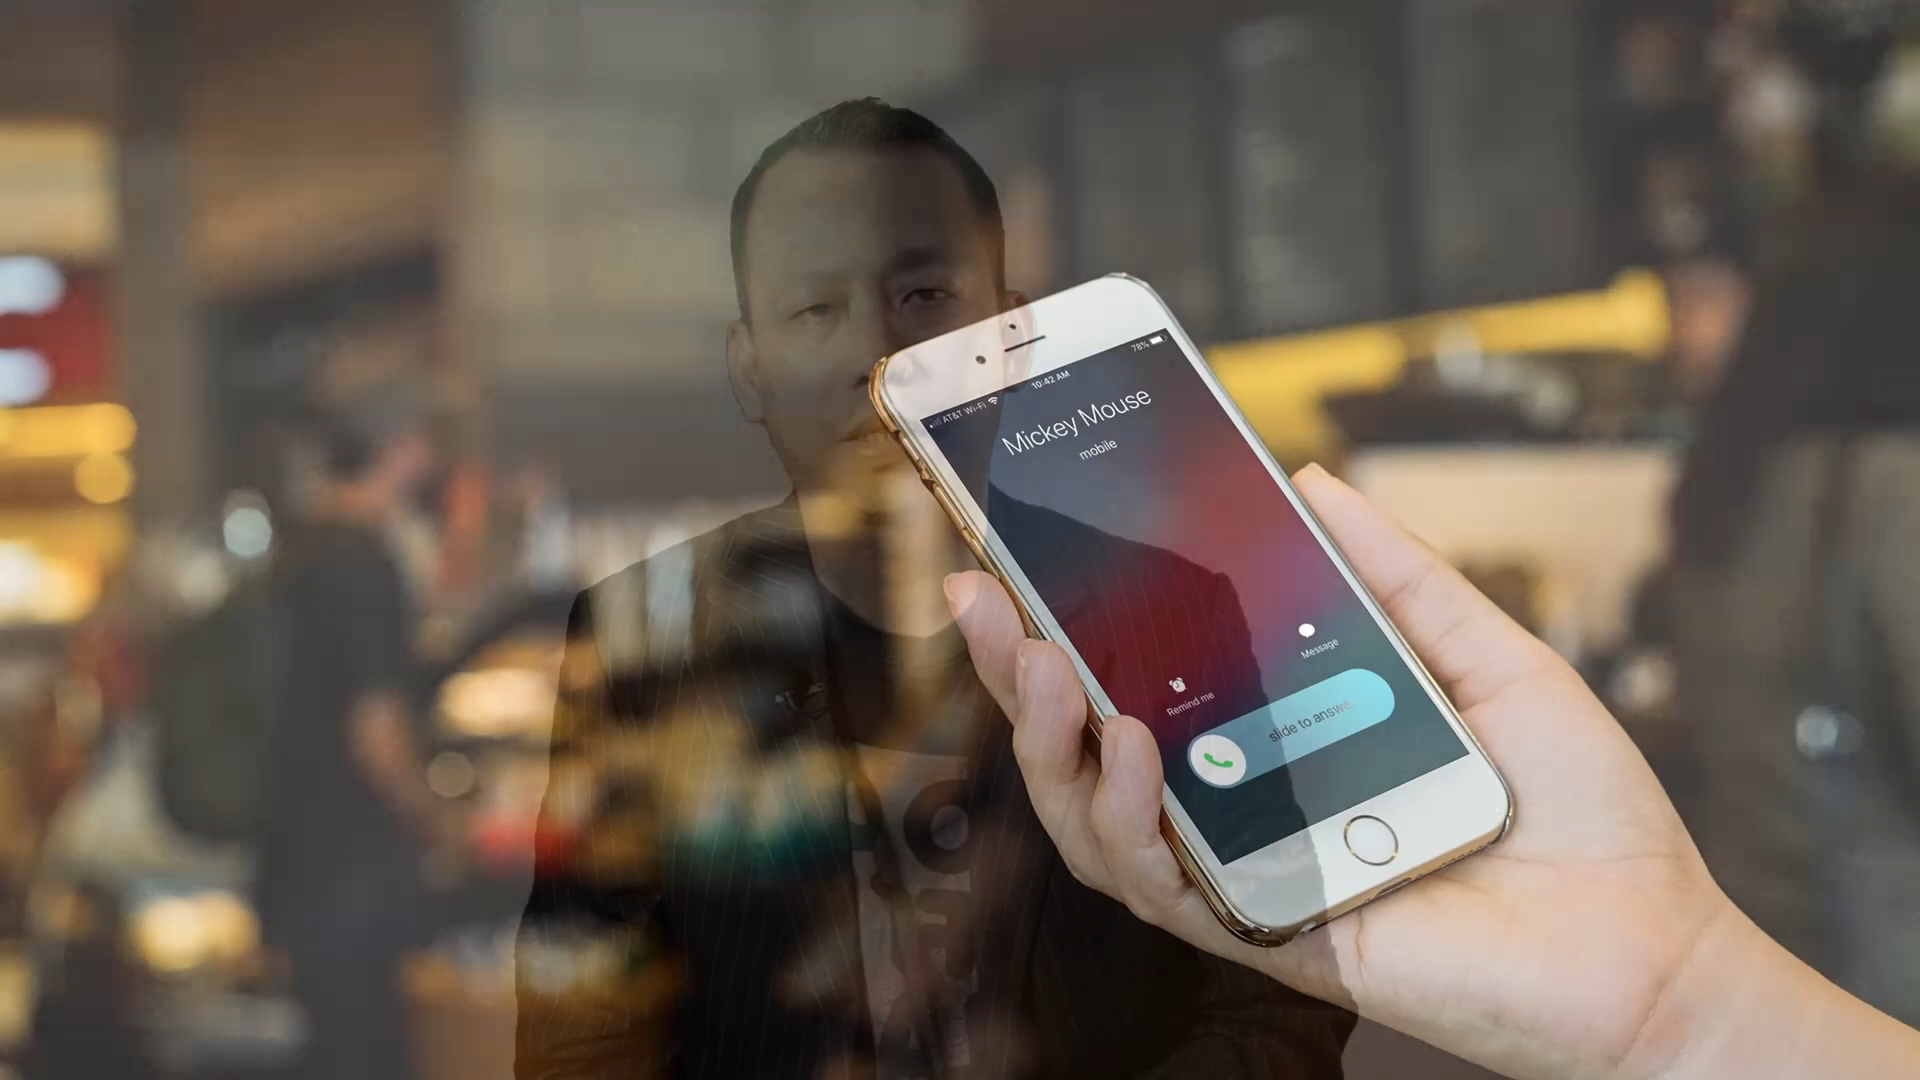 AT&T Wi-Fi 10:42 AM 78%
Mickey Mouse
mobile
Remind me
Message
slide to answer